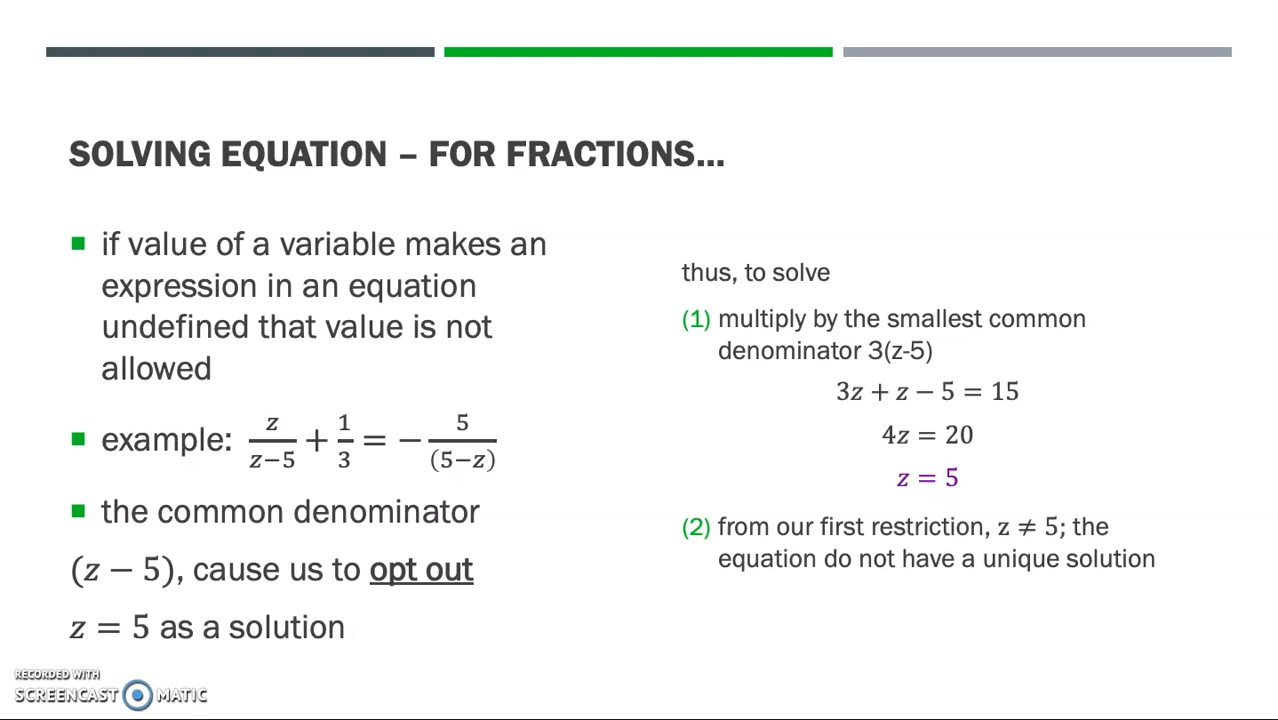 SOLVING EQUATION – FOR FRACTIONS...
■ if value of a variable makes an
expression in an equation
undefined that value is not
allowed
■ example: z/(z−5) + 1/3 = − 5/(5−z)
■ the common denominator
(z − 5), cause us to opt out
z = 5 as a solution
thus, to solve
(1) multiply by the smallest common
denominator 3(z-5)
3z + z − 5 = 15
4z = 20
z = 5
(2) from our first restriction, z ≠ 5; the
equation do not have a unique solution
RECORDED WITH
SCREENCAST MATIC